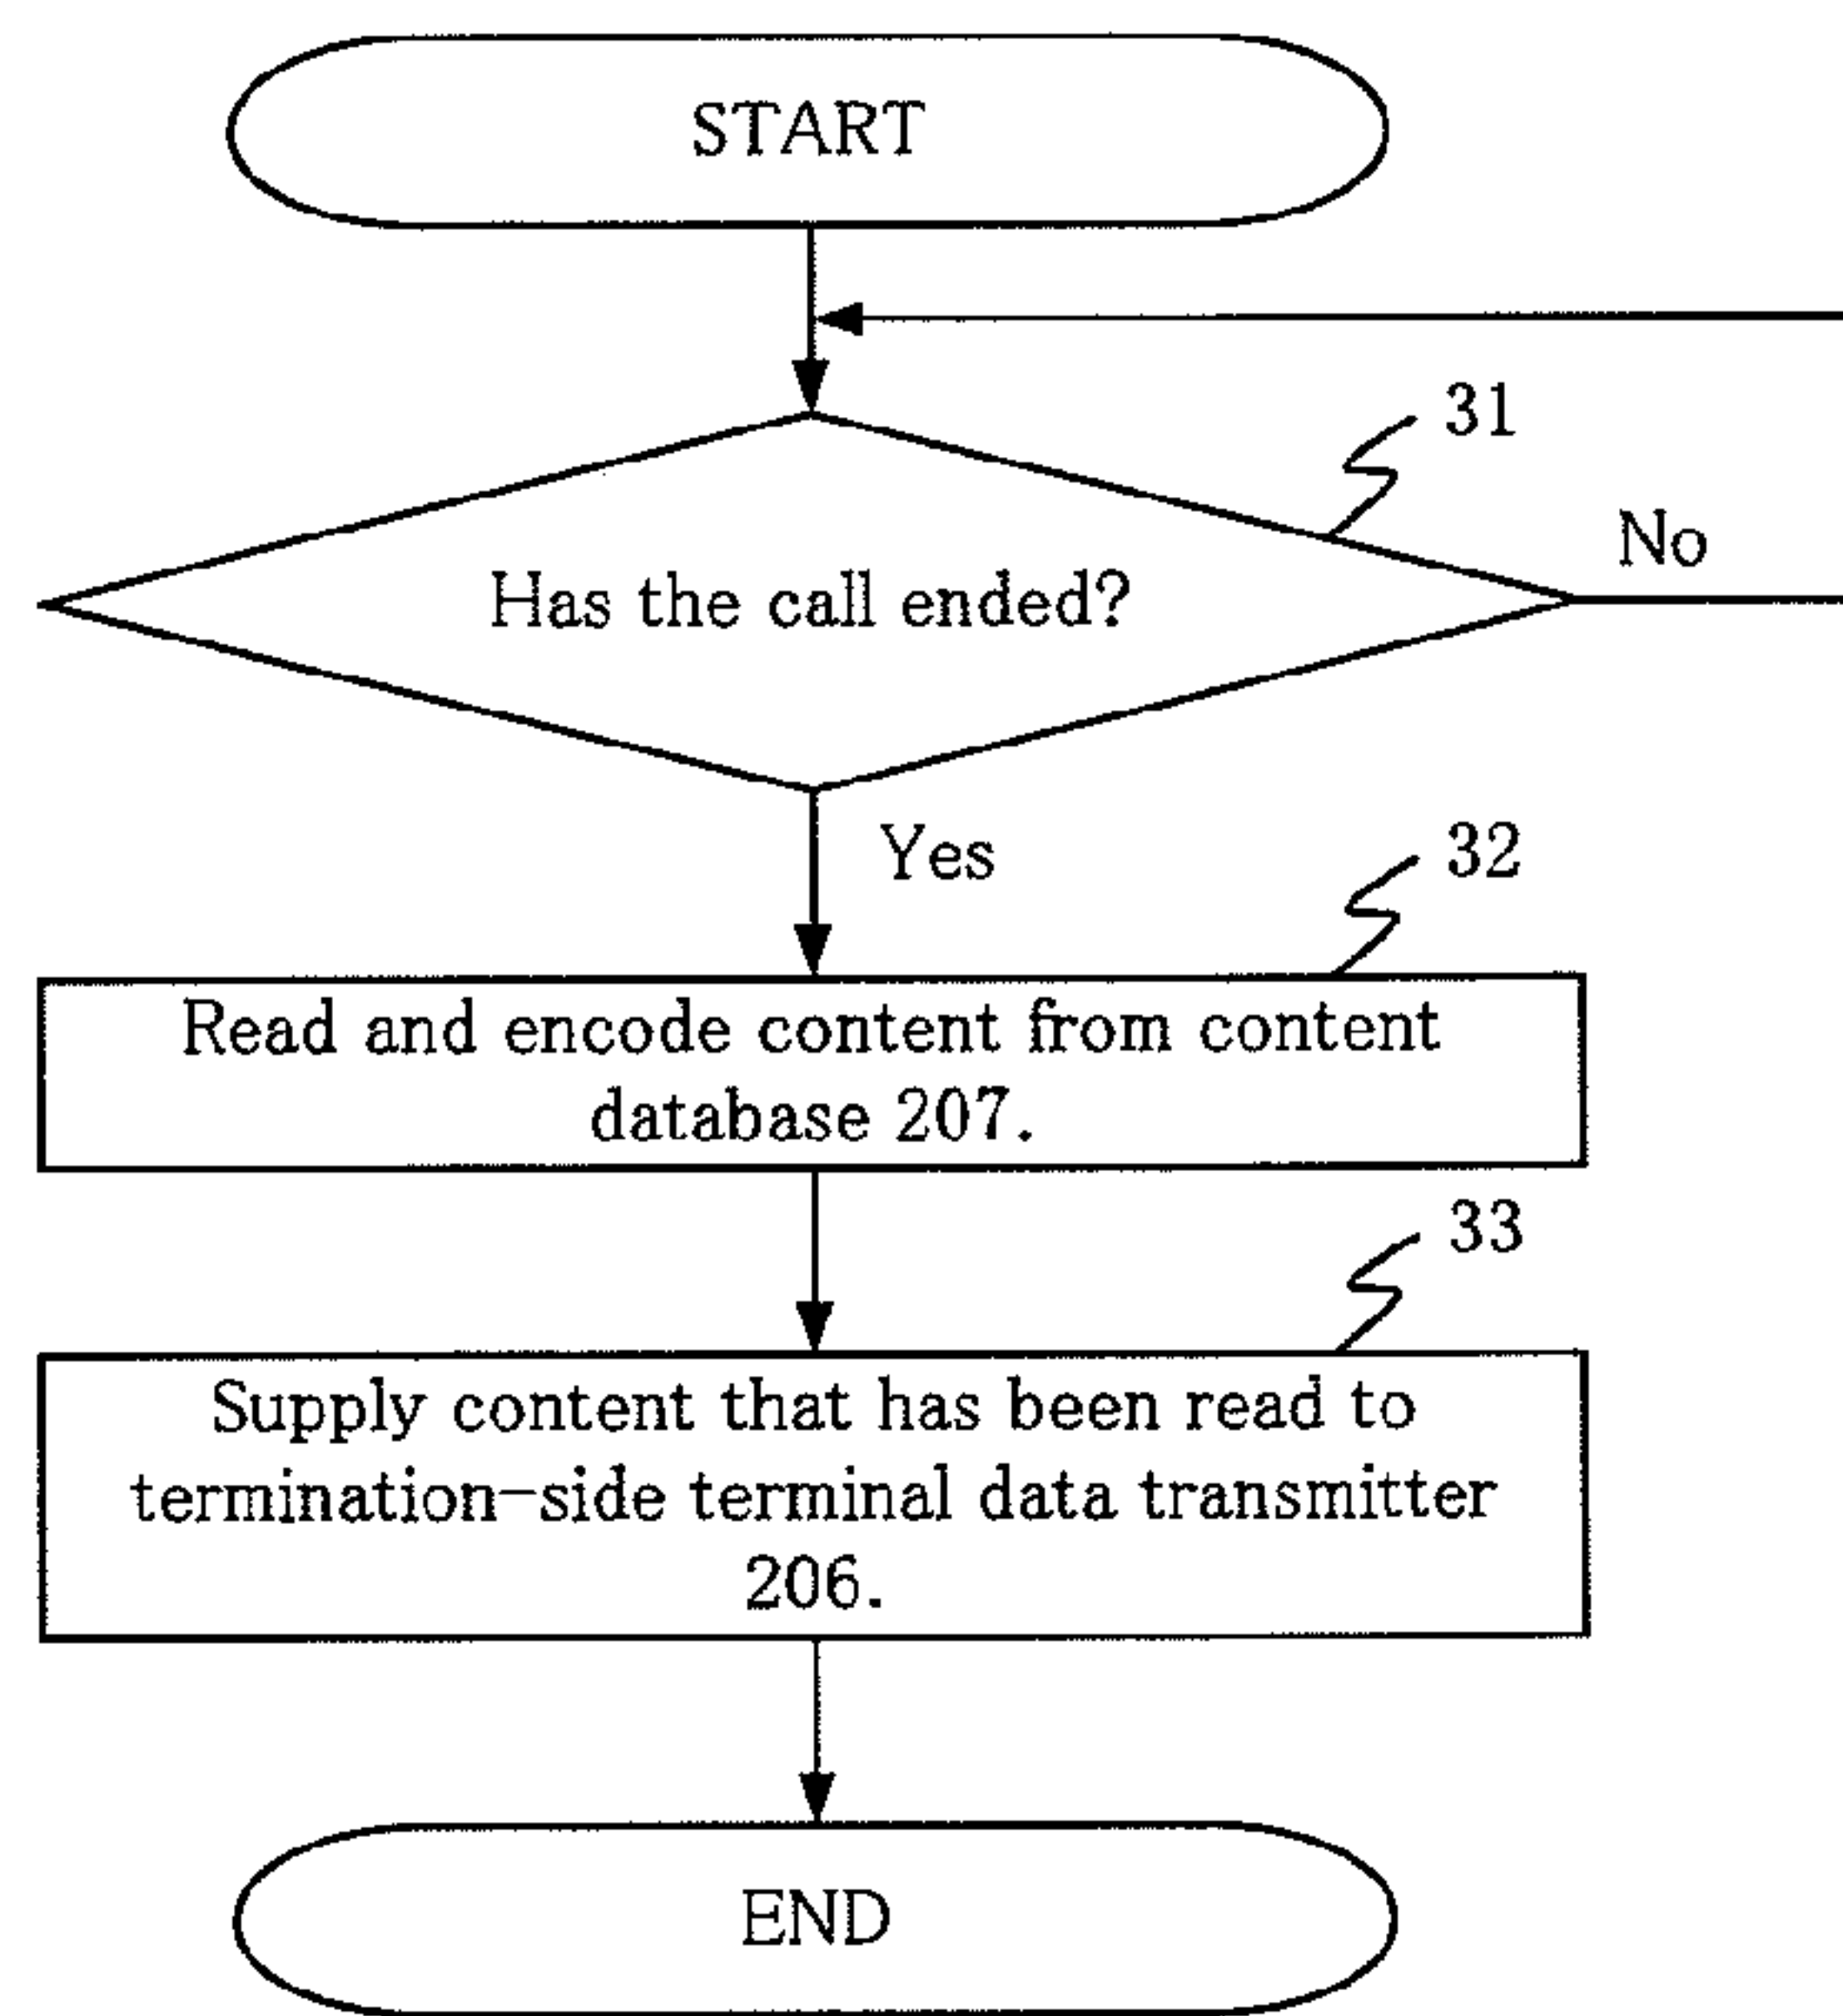 START
31
No
Has the call ended?
Yes
32
Read and encode content from content
database 207.
33
Supply content that has been read to
termination-side terminal data transmitter
206.
END